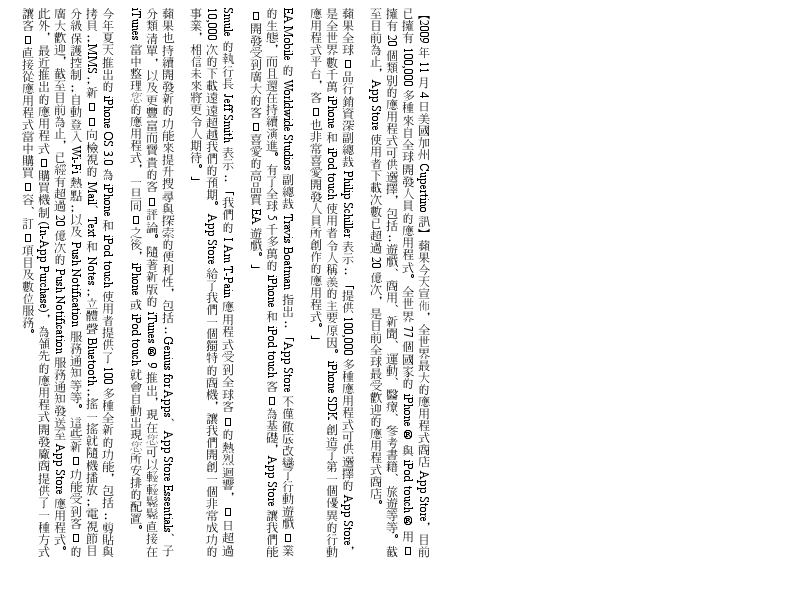 【2009 年 11 月 4 日美國加州 Cupertino 訊】蘋果今天宣佈，全世界最大的應用程式商店 App Store，目前
已擁有 100,000 多種來自全球開發人員的應用程式。全世界 77 個國家的 iPhone ® 與 iPod touch ® 用□
擁有 20 個類別的應用程式可供選擇，包括：遊戲、商用、新聞、運動、醫療、參考書籍、旅遊等等。截
至目前為止，App Store 使用者下載次數已超過 20 億次，是目前全球最受歡迎的應用程式商店。
蘋果全球□品行銷資深副總裁 Philip Schiller 表示：「提供 100,000 多種應用程式可供選擇的 App Store，
是全世界數千萬 iPhone 和 iPod touch 使用者令人稱羨的主要原因。iPhone SDK 創造了第一個優異的行動
應用程式平台，客□也非常喜愛開發人員所創作的應用程式。」
EA Mobile 的 Worldwide Studios 副總裁 Travis Boatman 指出：「App Store 不僅徹底改變了行動遊戲□業
的生態，而且還在持續演進。有了全球 5 千多萬的 iPhone 和 iPod touch 客□為基礎，App Store 讓我們能
□開發受到廣大的客□喜愛的高品質 EA 遊戲。」
Smule 的執行長 Jeff Smith 表示：「我們的 I Am T-Pain 應用程式受到全球客□的熱烈迴響，□日超過
10,000 次的下載遠遠超越我們的預期。App Store 給了我們一個獨特的商機，讓我們開創一個非常成功的
事業，相信未來將更令人期待。」
蘋果也持續開發新的功能來提升搜尋與探索的便利性，包括：Genius for Apps、App Store Essentials、子
分類清單，以及更豐富而寶貴的客□評論。隨著新版的 iTunes ® 9 推出，現在您可以輕輕鬆鬆直接在
iTunes 當中整理您的應用程式，一旦同□之後，iPhone 或 iPod touch 就會自動出現您所安排的配置。
今年夏天推出的 iPhone OS 3.0 為 iPhone 和 iPod touch 使用者提供了 100 多種全新的功能，包括：剪貼與
拷貝：MMS：新□□向檢視的 Mail、Text 和 Notes：立體聲 Bluetooth：搖一搖就隨機播放：電視節目
分級保護控制：自動登入 Wi-Fi 熱點：以及 Push Notification 服務通知等等。這些新□功能受到客□的
廣大歡迎，截至目前為止，已經有超過 20 億次的 Push Notification 服務通知發送至 App Store 應用程式。
此外，最近推出的應用程式□購買機制 (In-App Purchase)，為領先的應用程式開發廠商提供了一種方式
讓客□直接從應用程式當中購買□容、訂□項目及數位服務。